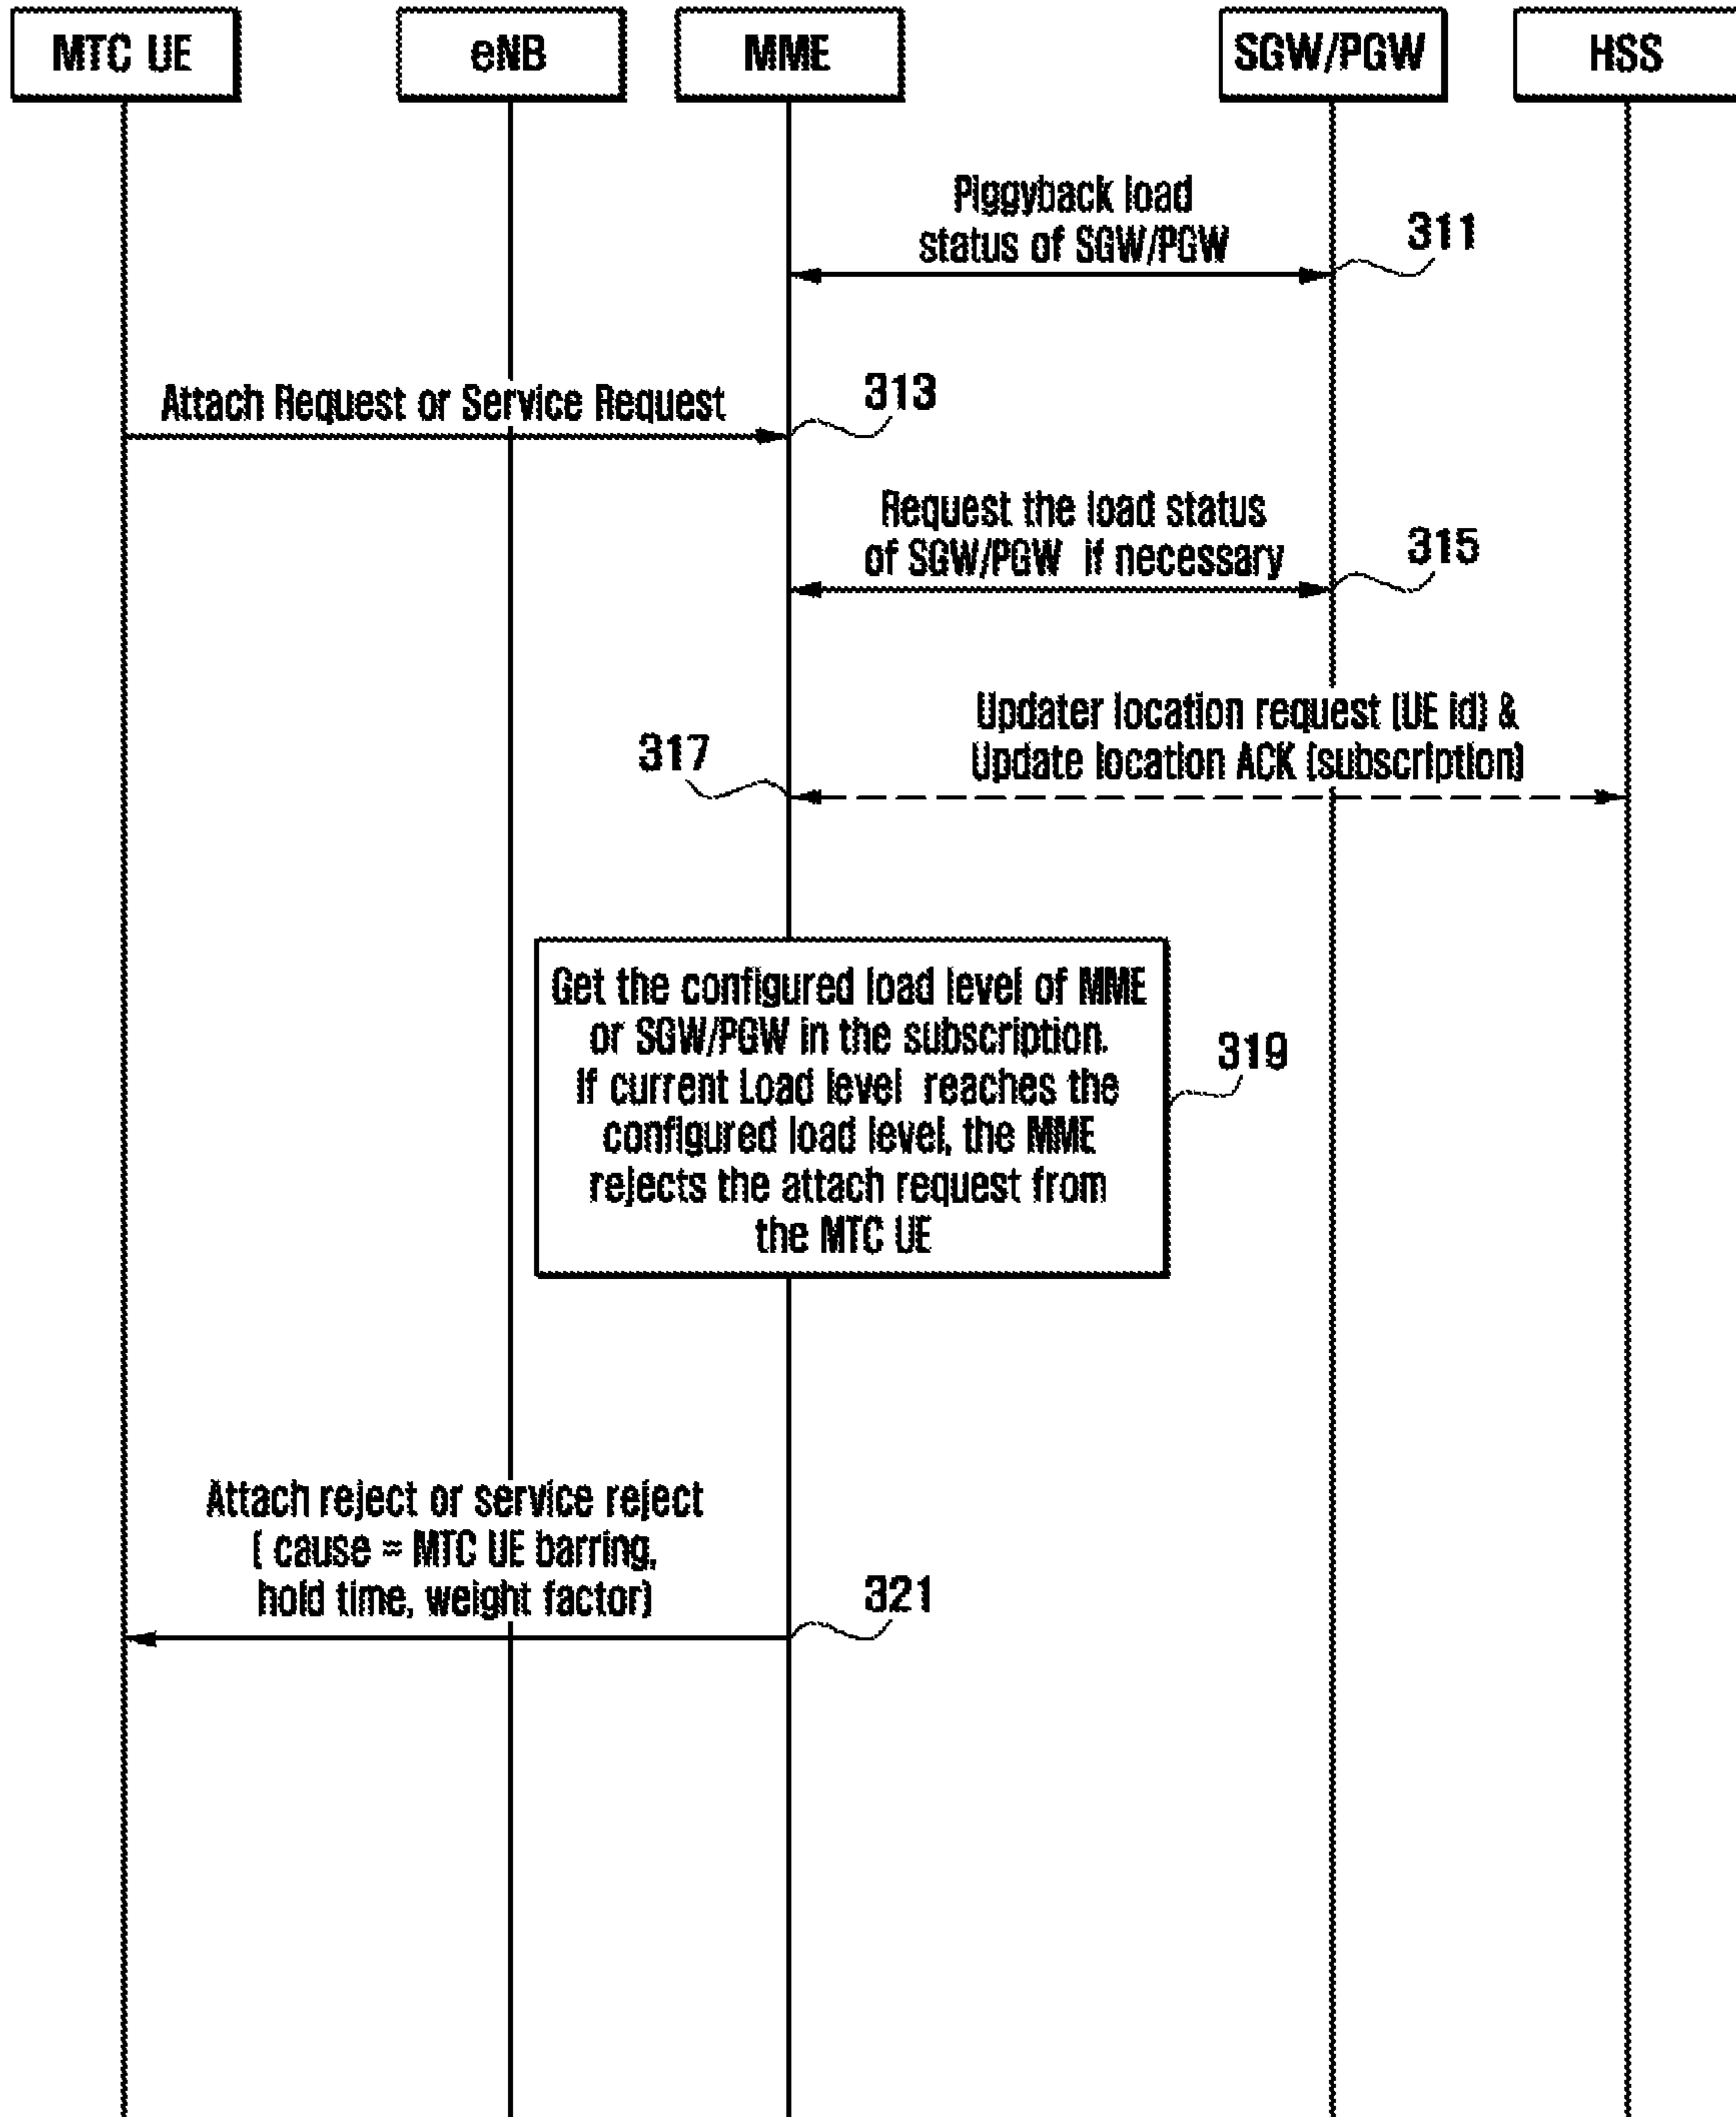 MTC UE
eNB
MME
SGW/PGW
HSS
Piggyback load
status of SGW/PGW
311
Attach Request or Service Request
313
Request the load status
of SGW/PGW if necessary
315
Updater location request (UE id) &
Update location ACK (subscription)
317
Get the configured load level of MME
or SGW/PGW in the subscription.
If current Load level reaches the
configured load level, the MME
rejects the attach request from
the MTC UE
319
Attach reject or service reject
( cause = MTC UE barring,
hold time, weight factor)
321